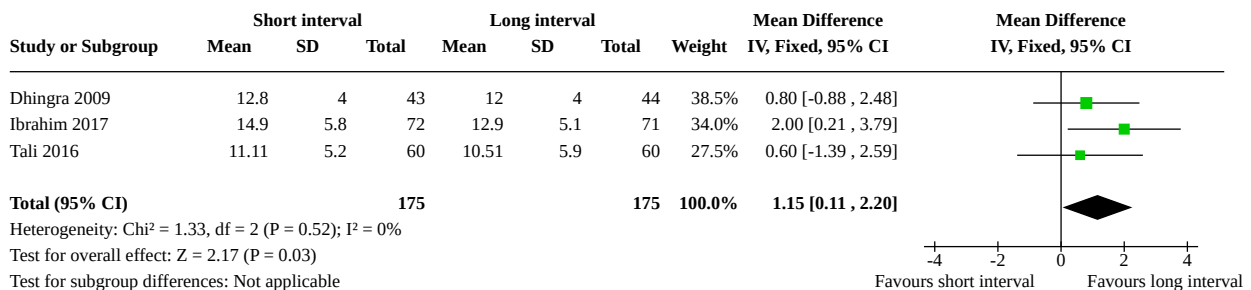 Short interval Long interval Mean Difference Mean Difference
Study or Subgroup Mean SD Total Mean SD Total Weight IV, Fixed, 95% CI IV, Fixed, 95% CI
Dhingra 2009 12.8 4 43 12 4 44 38.5% 0.80 [-0.88 , 2.48]
Ibrahim 2017 14.9 5.8 72 12.9 5.1 71 34.0% 2.00 [0.21 , 3.79]
Tali 2016 11.11 5.2 60 10.51 5.9 60 27.5% 0.60 [-1.39 , 2.59]
Total (95% CI) 175 175 100.0% 1.15 [0.11 , 2.20]
Heterogeneity: Chi² = 1.33, df = 2 (P = 0.52); I² = 0%
Test for overall effect: Z = 2.17 (P = 0.03)
-4 -2 0 2 4
Test for subgroup differences: Not applicable Favours short interval Favours long interval